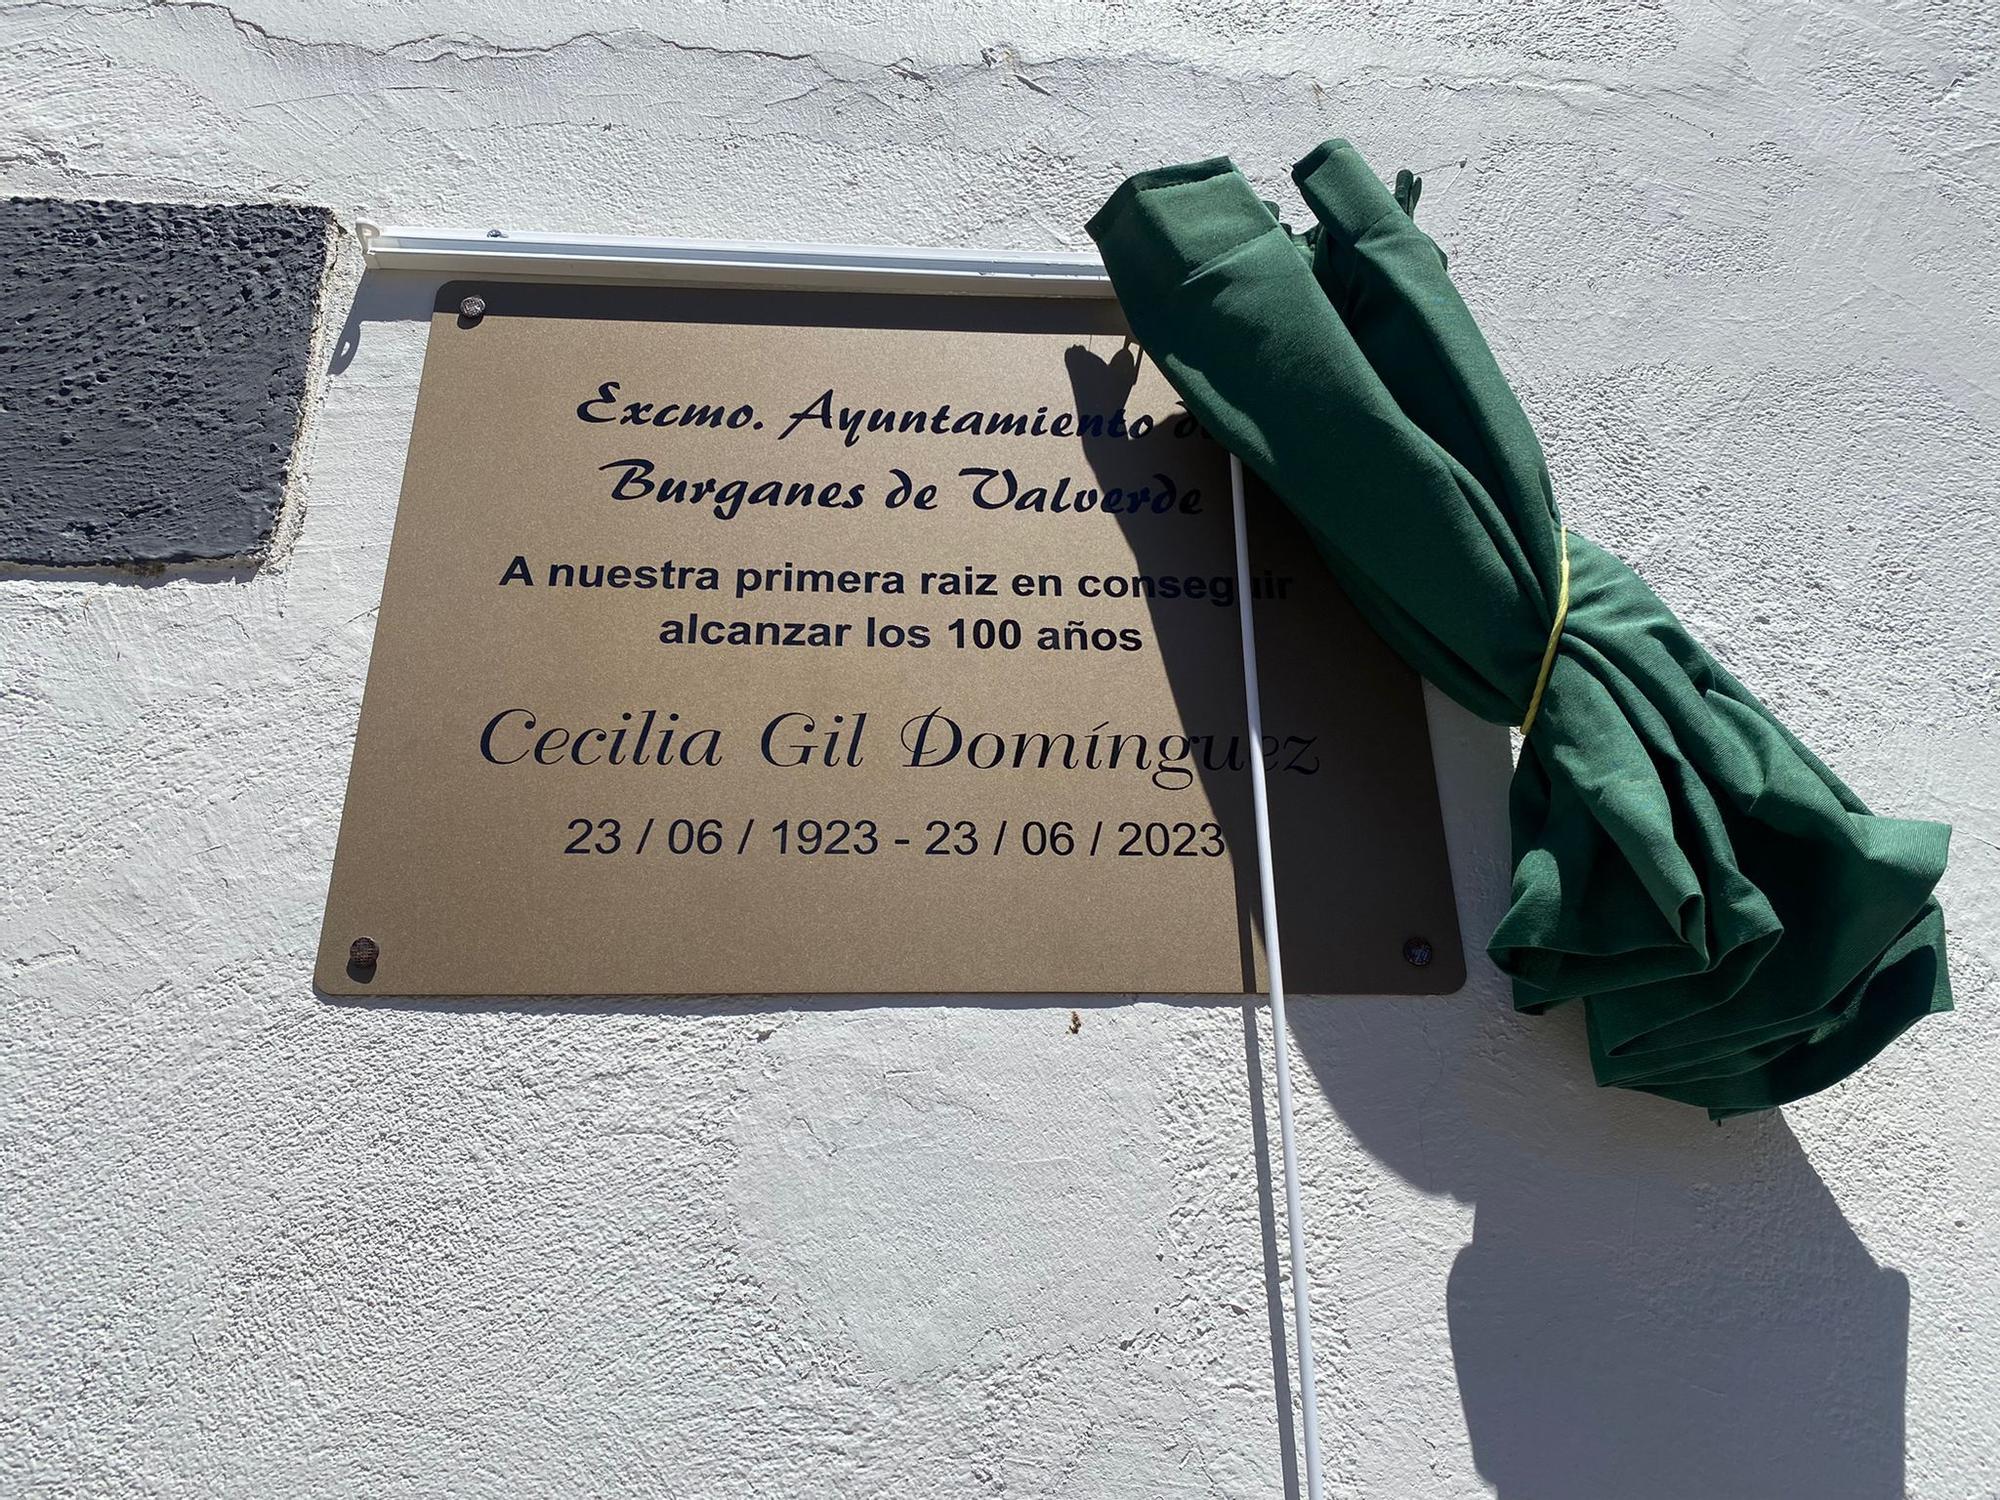 Excmo. Ayuntamiento
Burganes de Valverde
A nuestra primera raiz en conseguir
alcanzar los 100 años
Cecilia Gil Domínguez
23 / 06 / 1923 - 23 / 06 / 2023